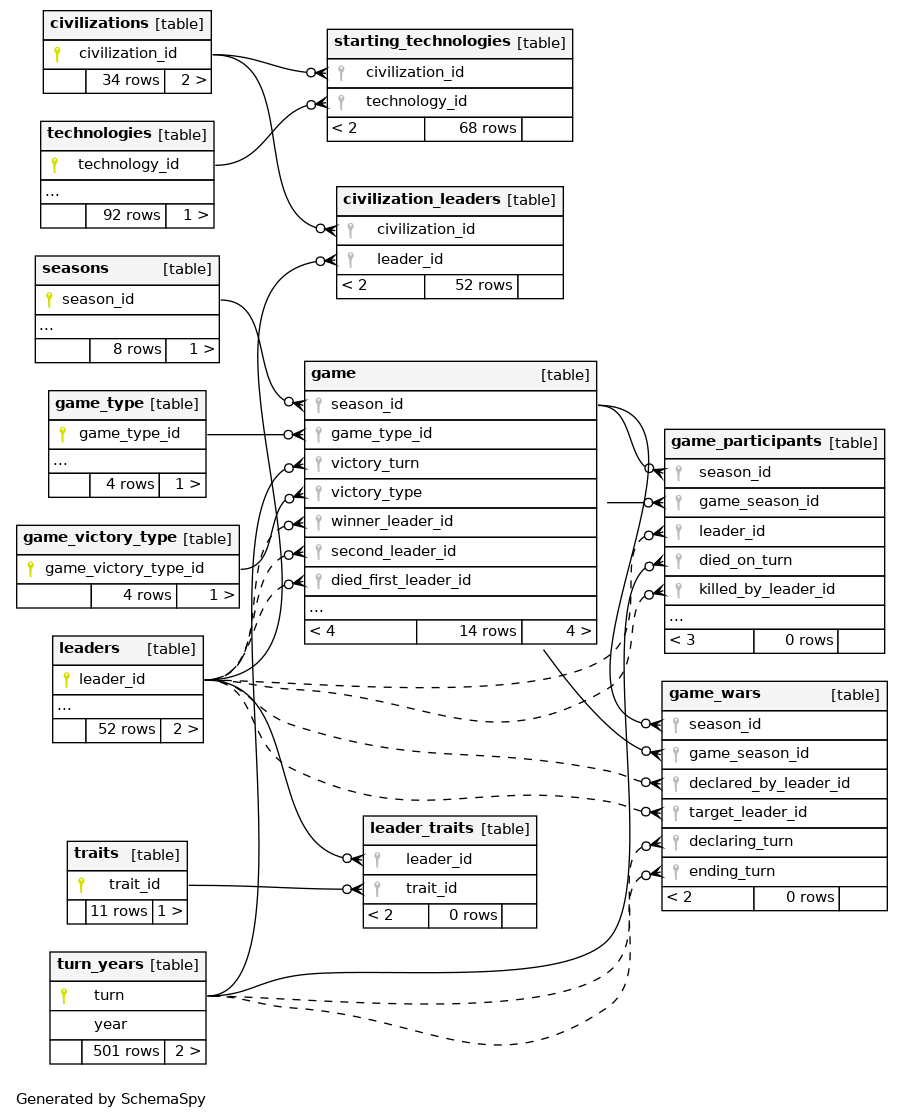 civilizations [table]
civilization_id
34 rows 2 >
starting_technologies [table]
civilization_id
technology_id
< 2 68 rows
technologies [table]
technology_id
...
92 rows 1 >
civilization_leaders [table]
civilization_id
leader_id
< 2 52 rows
seasons [table]
season_id
...
8 rows 1 >
game [table]
season_id
game_type_id
victory_turn
victory_type
winner_leader_id
second_leader_id
died_first_leader_id
...
< 4 14 rows 4 >
game_type [table]
game_type_id
...
4 rows 1 >
game_participants [table]
season_id
game_season_id
leader_id
died_on_turn
killed_by_leader_id
...
< 3 0 rows
game_victory_type [table]
game_victory_type_id
4 rows 1 >
leaders [table]
leader_id
...
52 rows 2 >
game_wars [table]
season_id
game_season_id
declared_by_leader_id
target_leader_id
declaring_turn
ending_turn
< 2 0 rows
leader_traits [table]
leader_id
trait_id
< 2 0 rows
traits [table]
trait_id
11 rows 1 >
turn_years [table]
turn
year
501 rows 2 >
Generated by SchemaSpy